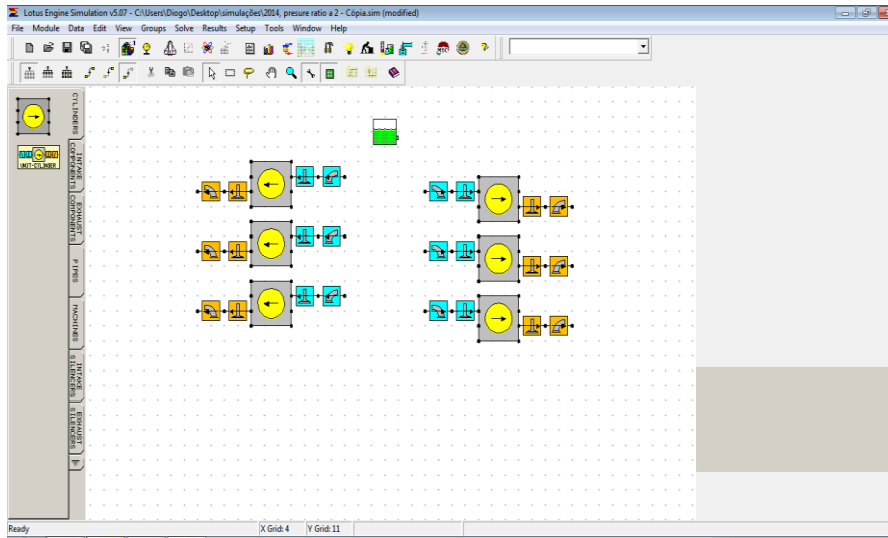 Lotus Engine Simulation v5.07 - C:\Users\Diogo\Desktop\simulações\2014, presure ratio a 2 - Cópia.sim (modified)
File Module Data Edit View Groups Solve Results Setup Tools Window Help
CYLINDERS
UNIT-CYLINDER
INTAKE COMPONENTS
EXHAUST COMPONENTS
PIPES
MACHINES
INTAKE SILENCERS
EXHAUST SILENCERS
Ready
X Grid: 4
Y Grid: 11